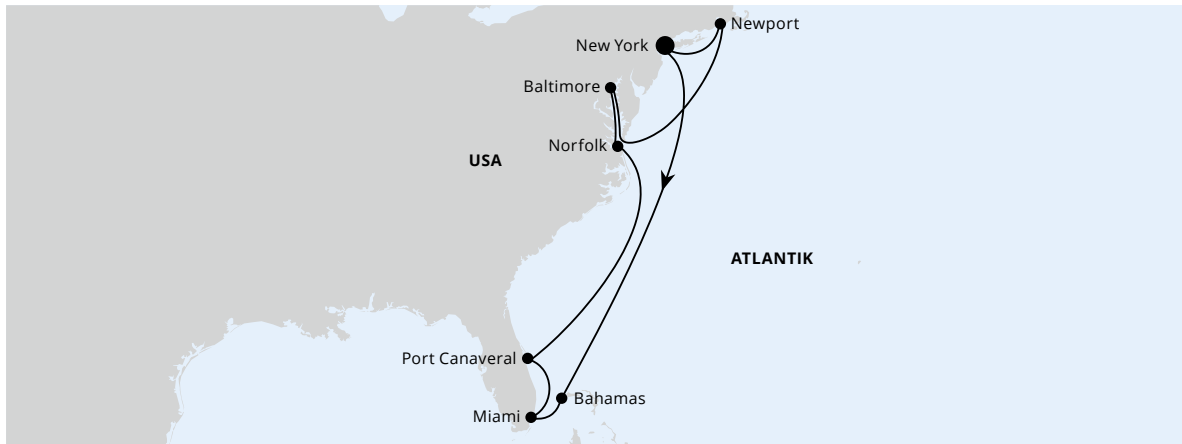 Newport
New York
Baltimore
Norfolk
USA
ATLANTIK
Port Canaveral
Bahamas
Miami